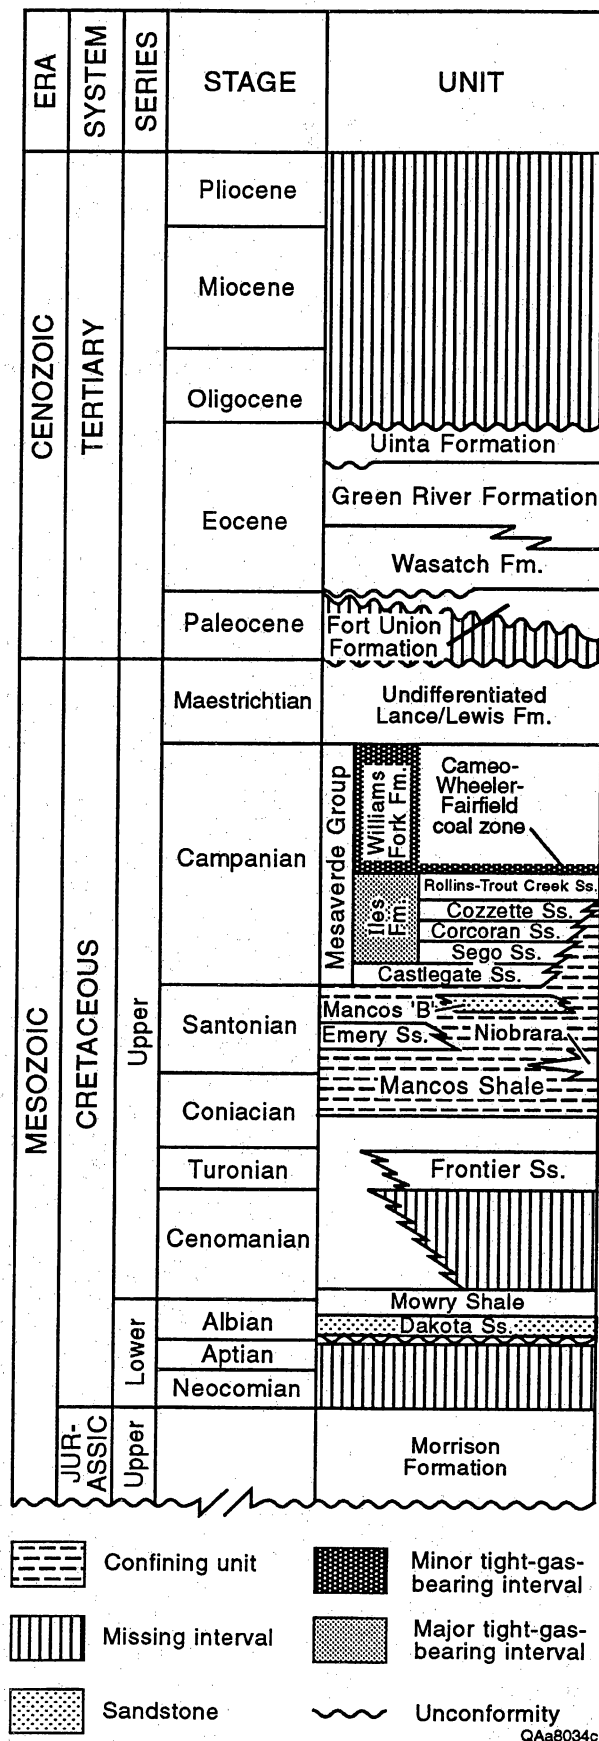 ERA
SYSTEM
SERIES
STAGE
UNIT
CENOZOIC
TERTIARY
Pliocene
Miocene
Oligocene
Eocene
Paleocene
Uinta Formation
Green River Formation
Wasatch Fm.
Fort Union
Formation
MESOZOIC
CRETACEOUS
Upper
Maestrichtian
Undifferentiated
Lance/Lewis Fm.
Campanian
Mesaverde Group
Williams
Fork Fm.
Cameo-
Wheeler-
Fairfield
coal zone
Iles
Fm.
Rollins-Trout Creek Ss.
Cozzette Ss.
Corcoran Ss.
Sego Ss.
Castlegate Ss.
Santonian
Mancos 'B'
Emery Ss.
Niobrara
Mancos Shale
Coniacian
Turonian
Frontier Ss.
Cenomanian
Mowry Shale
Lower
Albian
Dakota Ss.
Aptian
Neocomian
JUR-
ASSIC
Upper
Morrison
Formation
Confining unit
Minor tight-gas-
bearing interval
Missing interval
Major tight-gas-
bearing interval
Sandstone
Unconformity
QAa8034c